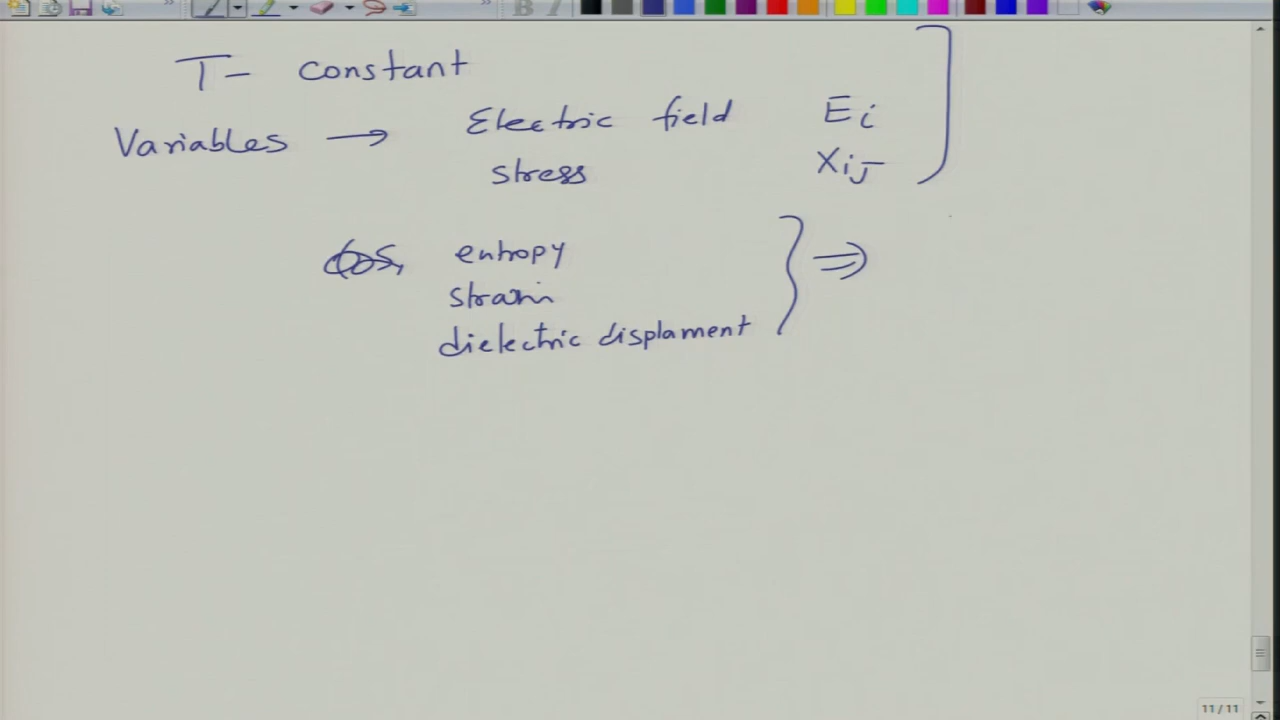 T- constant
Variables → Electric field Ei
stress Xij
entropy
strain
dielectric displament
11/11